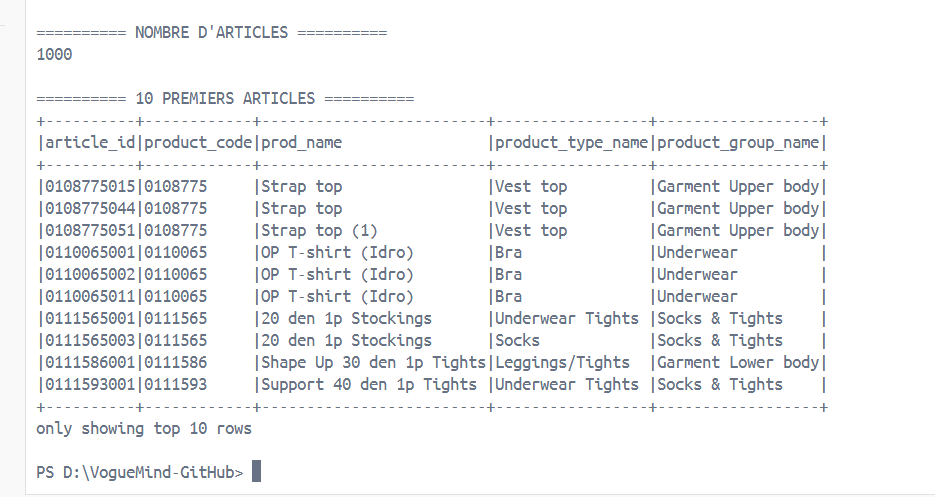 ========== NOMBRE D'ARTICLES ==========
1000
========== 10 PREMIERS ARTICLES ==========
+----------+------------+-------------------------+-----------------+------------------+
|article_id|product_code|prod_name                |product_type_name|product_group_name|
+----------+------------+-------------------------+-----------------+------------------+
|0108775015|0108775     |Strap top                |Vest top         |Garment Upper body|
|0108775044|0108775     |Strap top                |Vest top         |Garment Upper body|
|0108775051|0108775     |Strap top (1)            |Vest top         |Garment Upper body|
|0110065001|0110065     |OP T-shirt (Idro)        |Bra              |Underwear         |
|0110065002|0110065     |OP T-shirt (Idro)        |Bra              |Underwear         |
|0110065011|0110065     |OP T-shirt (Idro)        |Bra              |Underwear         |
|0111565001|0111565     |20 den 1p Stockings      |Underwear Tights |Socks & Tights    |
|0111565003|0111565     |20 den 1p Stockings      |Socks            |Socks & Tights    |
|0111586001|0111586     |Shape Up 30 den 1p Tights|Leggings/Tights  |Garment Lower body|
|0111593001|0111593     |Support 40 den 1p Tights |Underwear Tights |Socks & Tights    |
+----------+------------+-------------------------+-----------------+------------------+
only showing top 10 rows
PS D:\VogueMind-GitHub>